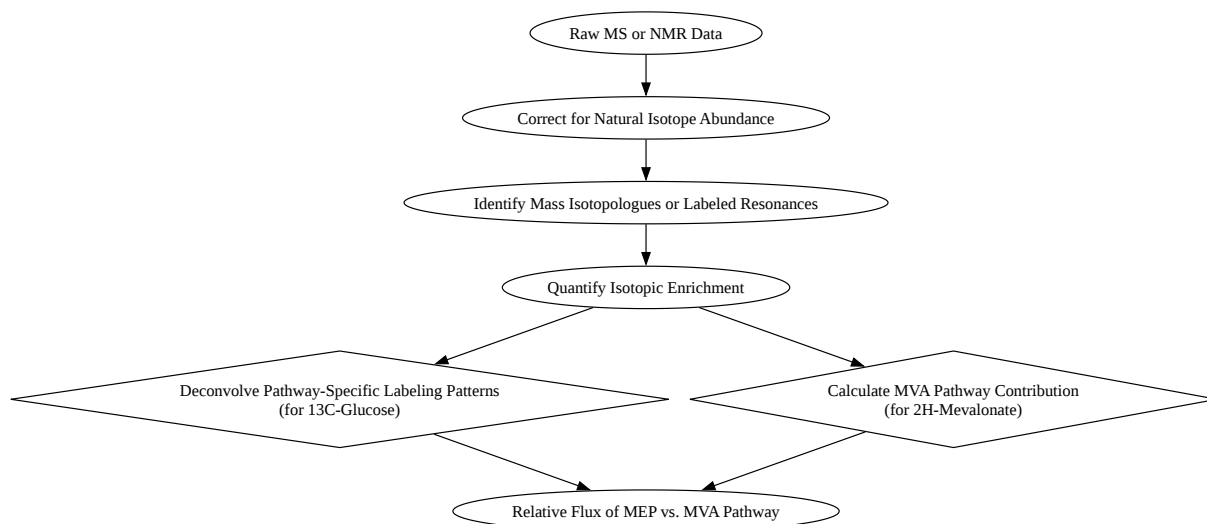 Raw MS or NMR Data
Correct for Natural Isotope Abundance
Identify Mass Isotopologues or Labeled Resonances
Quantify Isotopic Enrichment
Deconvolve Pathway-Specific Labeling Patterns
(for 13C-Glucose)
Calculate MVA Pathway Contribution
(for 2H-Mevalonate)
Relative Flux of MEP vs. MVA Pathway